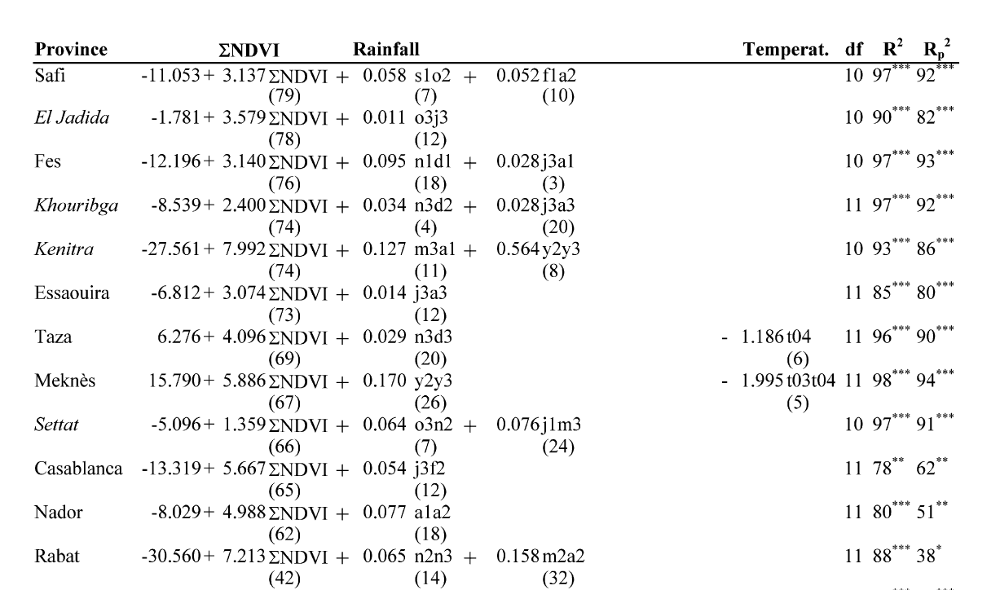 Province ΣNDVI Rainfall Temperat. df R² Rp²
Safi -11.053+ 3.137 ΣNDVI + 0.058 s1o2 + 0.052 f1a2 10 97*** 92***
(79) (7) (10)
El Jadida -1.781+ 3.579 ΣNDVI + 0.011 o3j3 10 90*** 82***
(78) (12)
Fes -12.196+ 3.140 ΣNDVI + 0.095 n1d1 + 0.028 j3a1 10 97*** 93***
(76) (18) (3)
Khouribga -8.539+ 2.400 ΣNDVI + 0.034 n3d2 + 0.028 j3a3 11 97*** 92***
(74) (4) (20)
Kenitra -27.561+ 7.992 ΣNDVI + 0.127 m3a1 + 0.564 y2y3 10 93*** 86***
(74) (11) (8)
Essaouira -6.812+ 3.074 ΣNDVI + 0.014 j3a3 11 85*** 80***
(73) (12)
Taza 6.276+ 4.096 ΣNDVI + 0.029 n3d3 - 1.186 t04 11 96*** 90***
(69) (20) (6)
Meknès 15.790+ 5.886 ΣNDVI + 0.170 y2y3 - 1.995 t03t04 11 98*** 94***
(67) (26) (5)
Settat -5.096+ 1.359 ΣNDVI + 0.064 o3n2 + 0.076 j1m3 10 97*** 91***
(66) (7) (24)
Casablanca -13.319+ 5.667 ΣNDVI + 0.054 j3f2 11 78** 62**
(65) (12)
Nador -8.029+ 4.988 ΣNDVI + 0.077 a1a2 11 80*** 51**
(62) (18)
Rabat -30.560+ 7.213 ΣNDVI + 0.065 n2n3 + 0.158 m2a2 11 88*** 38*
(42) (14) (32)